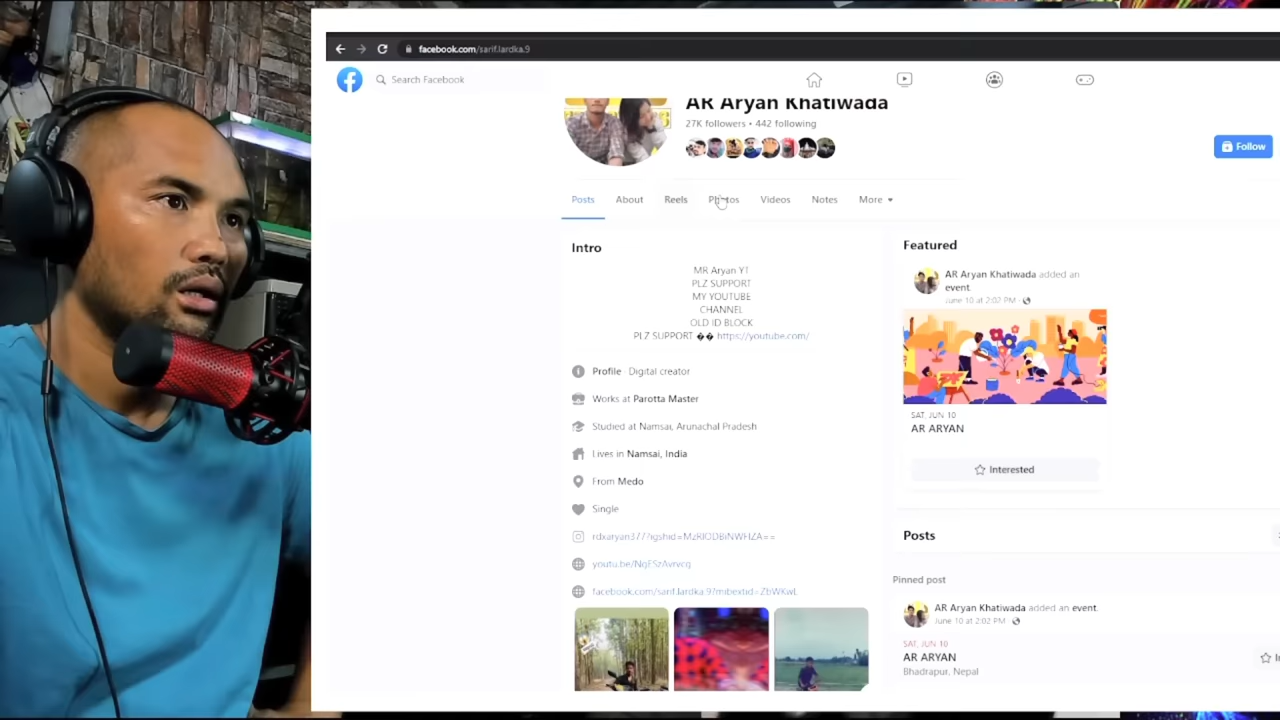 facebook.com/sarif.lardka.9
Search Facebook
AR Aryan Khatiwada
27K followers • 442 following
Follow
Posts About Reels Photos Videos Notes More
Intro
MR Aryan YT
PLZ SUPPORT
MY YOUTUBE
CHANNEL
OLD ID BLOCK
PLZ SUPPORT �� https://youtube.com/
Profile · Digital creator
Works at Parotta Master
Studied at Namsai, Arunachal Pradesh
Lives in Namsai, India
From Medo
Single
Featured
AR Aryan Khatiwada added an
event
June 10 at 2:02 PM ·
SAT, JUN 10
AR ARYAN
Interested
Posts
Pinned post
AR Aryan Khatiwada added an event.
June 10 at 2:02 PM ·
SAT, JUN 10
AR ARYAN
Bhadrapur, Nepal